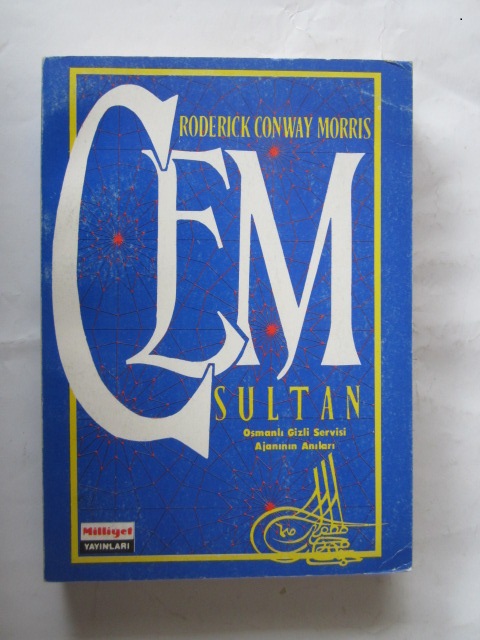 RODERICK CONWAY MORRIS
CEM
SULTAN
Osmanlı Gizli Servisi
Ajanının Anıları
Milliyet
YAYINLARI